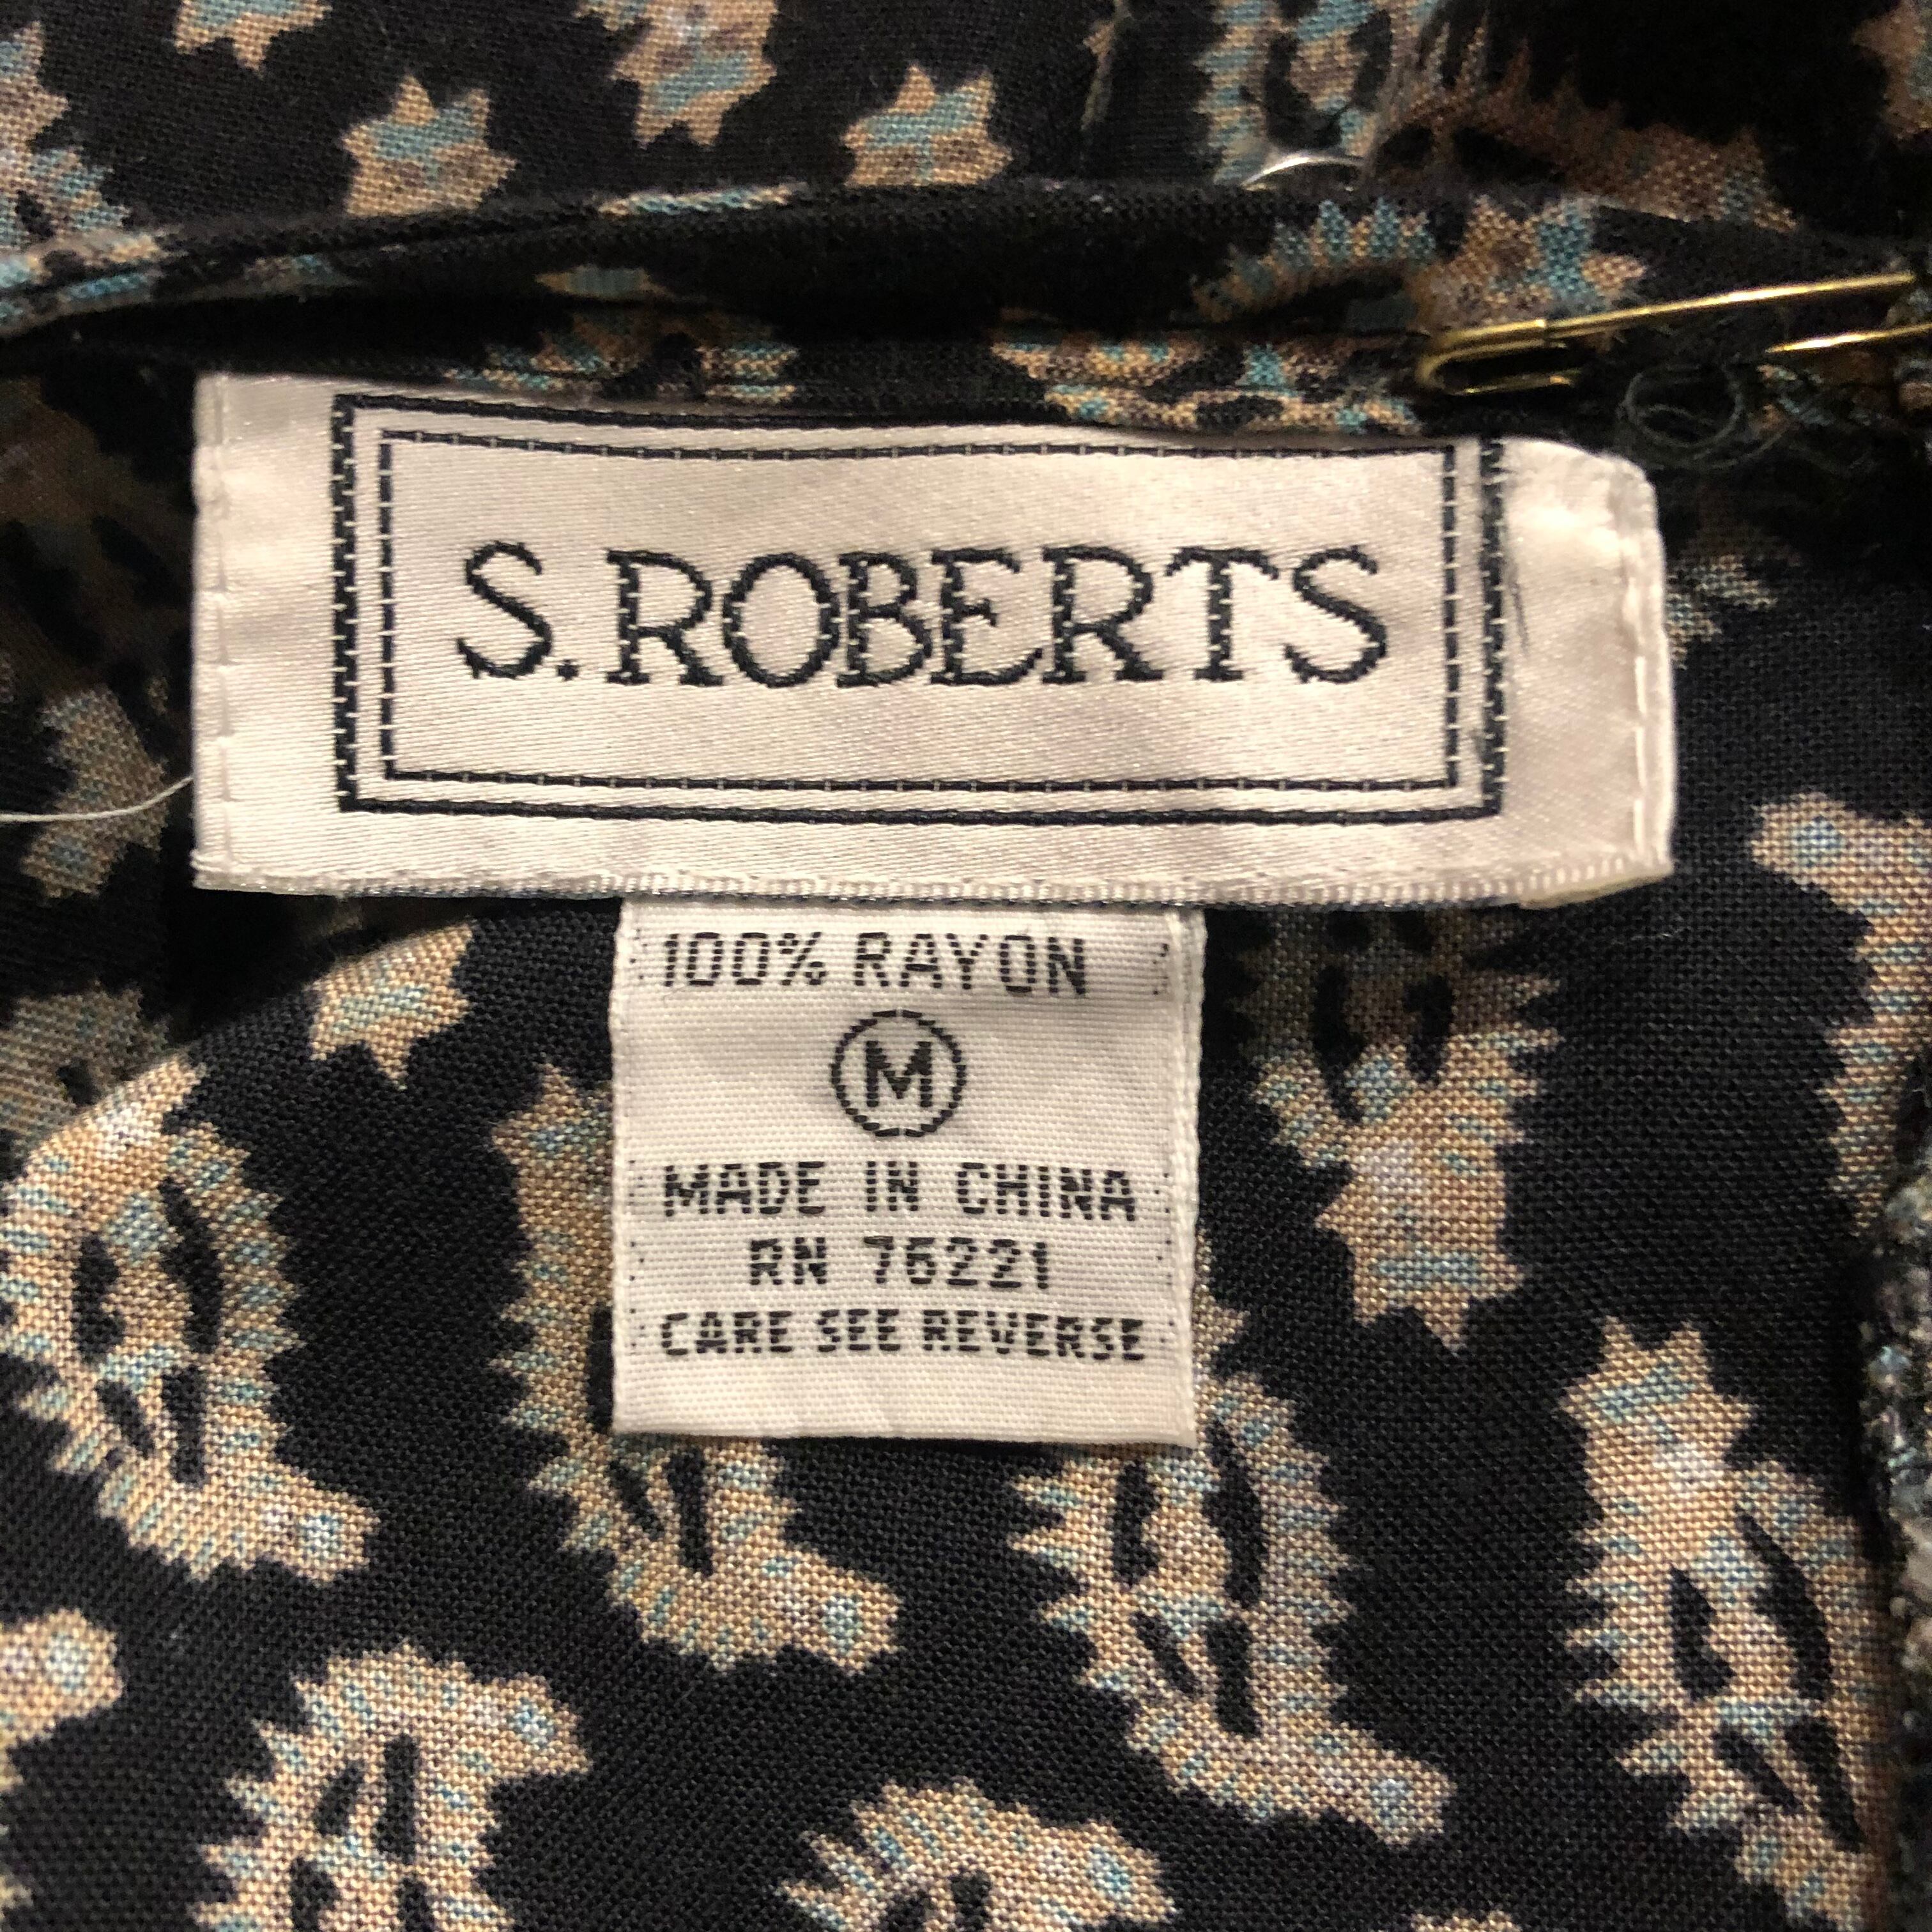 S. ROBERTS
100% RAYON
M
MADE IN CHINA
RN 76221
CARE SEE REVERSE